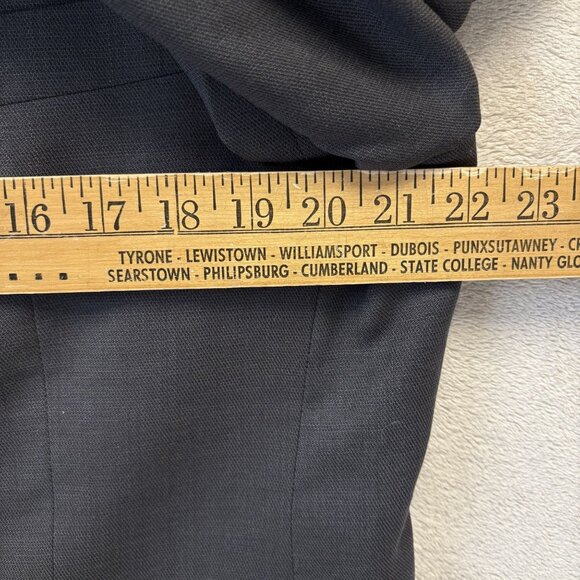 16 17 18 19 20 21 22 23
TYRONE - LEWISTOWN - WILLIAMSPORT - DUBOIS - PUNXSUTAWNEY - C
SEARSTOWN - PHILIPSBURG - CUMBERLAND - STATE COLLEGE - NANTY GLO